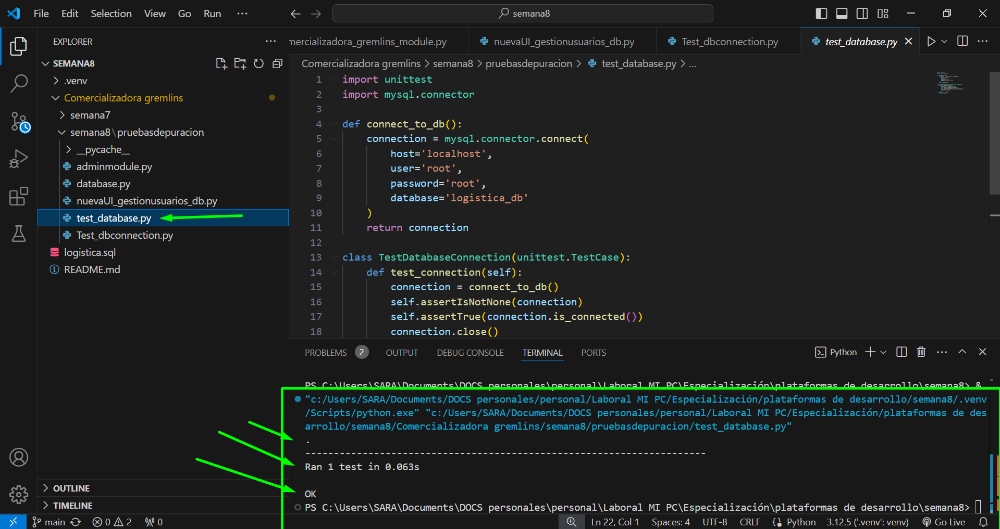 File Edit Selection View Go Run ··· semana8
EXPLORER ···
SEMANA8
.venv
Comercializadora gremlins
semana7
semana8\pruebasdepuracion
__pycache__
adminmodule.py
database.py
nuevaUI_gestionusuarios_db.py
test_database.py
Test_dbconnection.py
logistica.sql
README.md
OUTLINE
TIMELINE
mercializadora_gremlins_module.py nuevaUI_gestionusuarios_db.py Test_dbconnection.py test_database.py
Comercializadora gremlins > semana8 > pruebasdepuracion > test_database.py > ...
1 import unittest
2 import mysql.connector
3
4 def connect_to_db():
5 connection = mysql.connector.connect(
6 host='localhost',
7 user='root',
8 password='root',
9 database='logistica_db'
10 )
11 return connection
12
13 class TestDatabaseConnection(unittest.TestCase):
14 def test_connection(self):
15 connection = connect_to_db()
16 self.assertIsNotNone(connection)
17 self.assertTrue(connection.is_connected())
18 connection.close()
PROBLEMS 2 OUTPUT DEBUG CONSOLE TERMINAL PORTS Python
PS C:\Users\SARA\Documents\DOCS personales\personal\Laboral MI PC\Especialización\plataformas de desarrollo\semana8> &
"c:/Users/SARA/Documents/DOCS personales/personal/Laboral MI PC/Especialización/plataformas de desarrollo/semana8/.venv
/Scripts/python.exe" "c:/Users/SARA/Documents/DOCS personales/personal/Laboral MI PC/Especialización/plataformas de des
arrollo/semana8/Comercializadora gremlins/semana8/pruebasdepuracion/test_database.py"
.
----------------------------------------------------------------------
Ran 1 test in 0.063s
OK
PS C:\Users\SARA\Documents\DOCS personales\personal\Laboral MI PC\Especialización\plataformas de desarrollo\semana8>
main 0 2 0 Ln 22, Col 1 Spaces: 4 UTF-8 CRLF Python 3.12.5 ('.venv': venv) Go Live